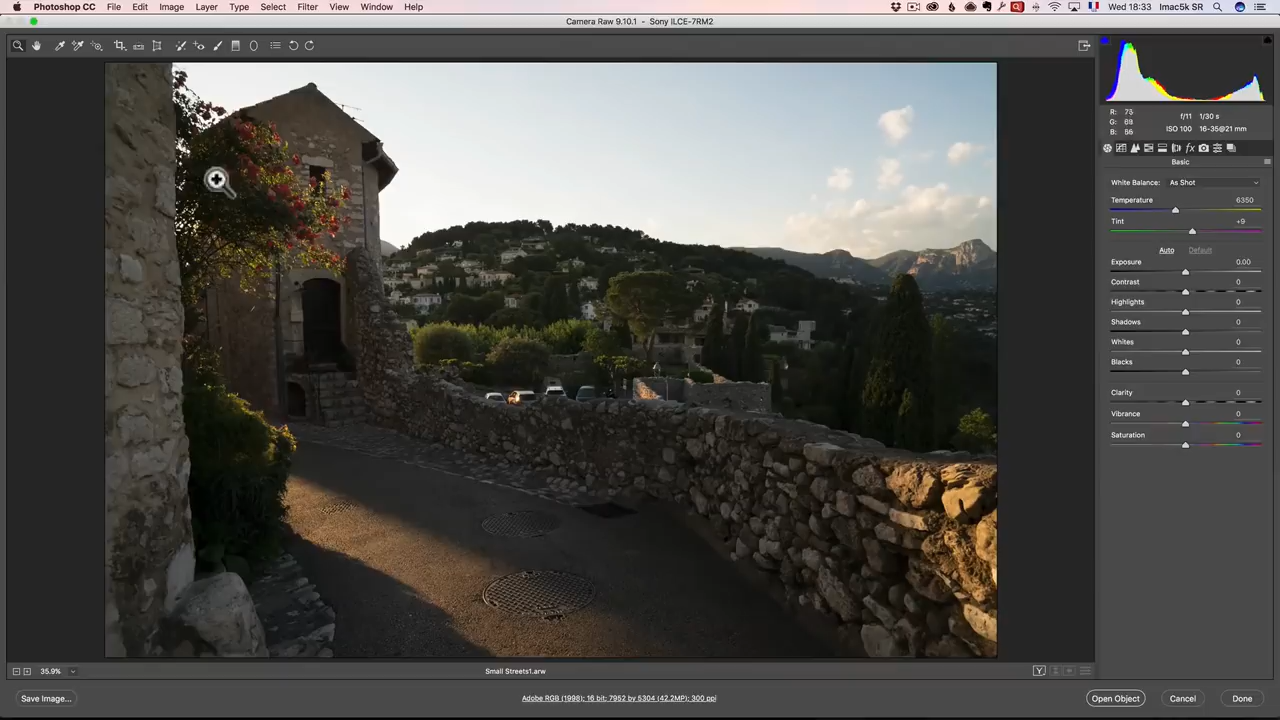 Photoshop CC File Edit Image Layer Type Select Filter View Window Help Wed 18:33 Imac5k SR
Camera Raw 9.10.1 - Sony ILCE-7RM2
R: 75
G: 68
B: 56
f/11 1/30 s
ISO 100 16-35@21 mm
fx
Basic
White Balance: As Shot
Temperature 6350
Tint +9
Auto Default
Exposure 0.00
Contrast 0
Highlights 0
Shadows 0
Whites 0
Blacks 0
Clarity 0
Vibrance 0
Saturation 0
35.9% Small Streets1.arw Y
Save Image... Adobe RGB (1998); 16 bit; 7952 by 5304 (42.2MP); 300 ppi Open Object Cancel Done